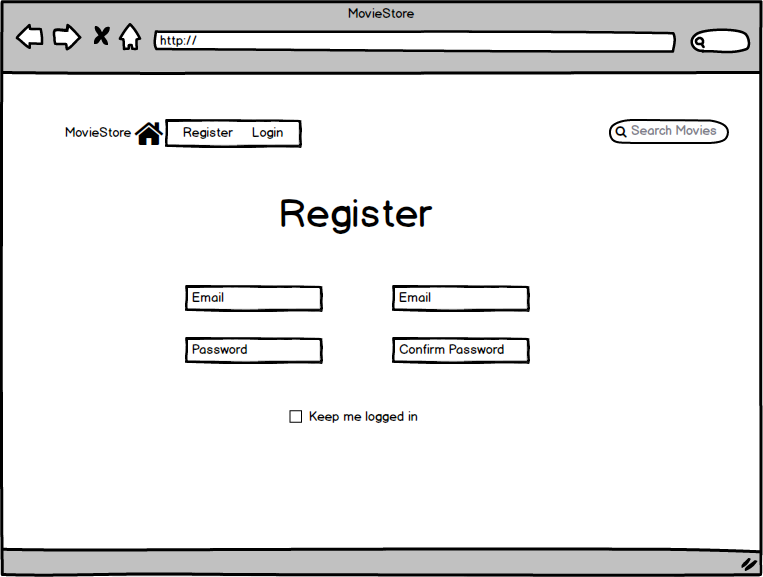 MovieStore
http://
MovieStore Register Login Search Movies
Register
Email Email
Password Confirm Password
Keep me logged in